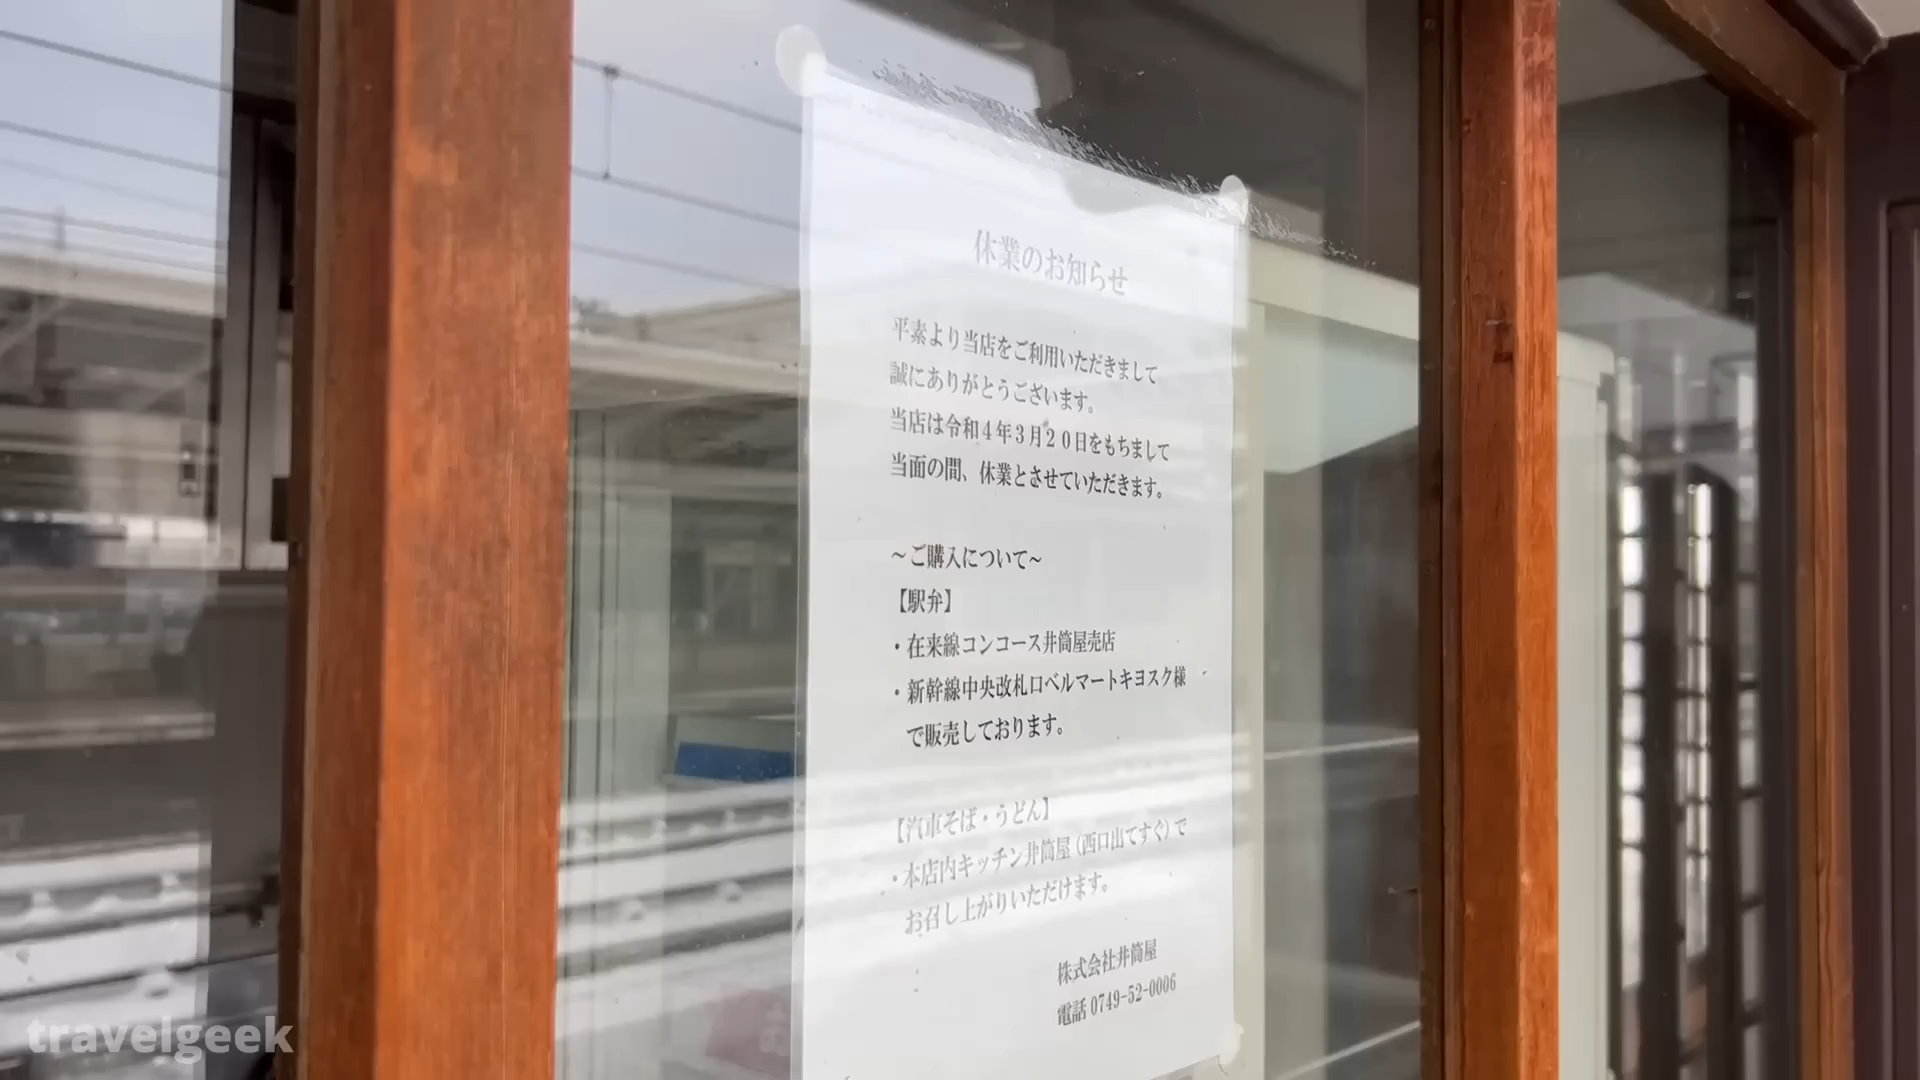 休業のお知らせ
平素より当店をご利用いただきまして
誠にありがとうございます。
当店は令和4年3月20日をもちまして
当面の間、休業とさせていただきます。
～ご購入について～
【駅弁】
・在来線コンコース井筒屋売店
・新幹線中央改札口ベルマートキヨスク様
で販売しております。
【汽車そば・うどん】
・本店内キッチン井筒屋（西口出てすぐ）で
お召し上がりいただけます。
株式会社井筒屋
電話 0749-52-0006
travelgeek